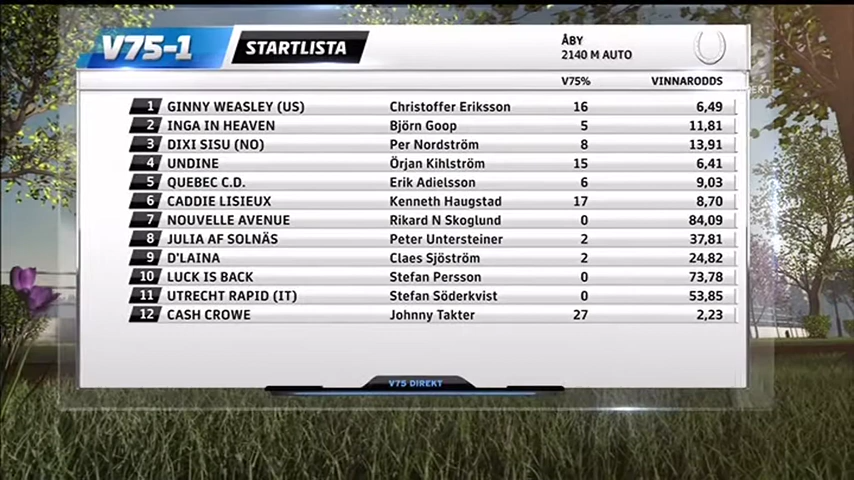 V75-1 STARTLISTA ÅBY
2140 M AUTO
V75% VINNARODDS
1 GINNY WEASLEY (US) Christoffer Eriksson 16 6,49
2 INGA IN HEAVEN Björn Goop 5 11,81
3 DIXI SISU (NO) Per Nordström 8 13,91
4 UNDINE Örjan Kihlström 15 6,41
5 QUEBEC C.D. Erik Adielsson 6 9,03
6 CADDIE LISIEUX Kenneth Haugstad 17 8,70
7 NOUVELLE AVENUE Rikard N Skoglund 0 84,09
8 JULIA AF SOLNÄS Peter Untersteiner 2 37,81
9 D'LAINA Claes Sjöström 2 24,82
10 LUCK IS BACK Stefan Persson 0 73,78
11 UTRECHT RAPID (IT) Stefan Söderkvist 0 53,85
12 CASH CROWE Johnny Takter 27 2,23
V75 DIREKT